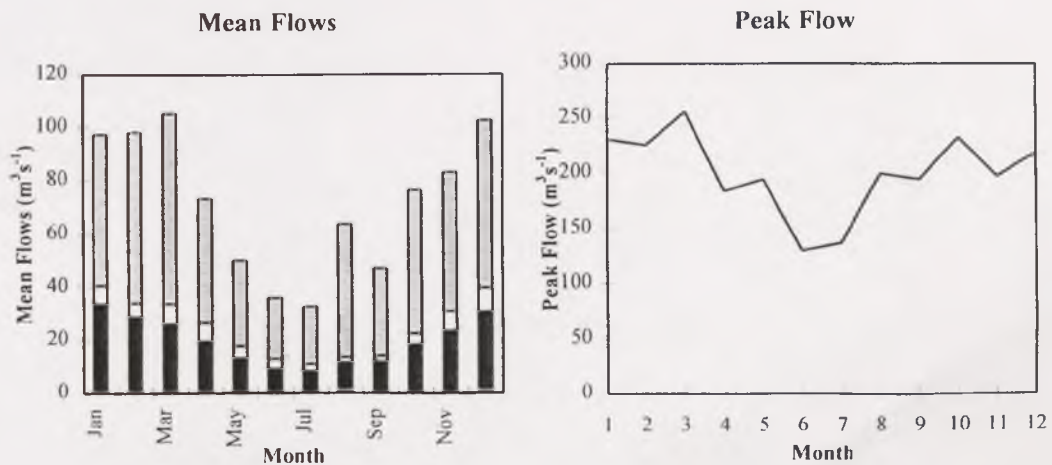 Mean Flows
120
100
80
60
40
20
0
Mean Flows (m³s⁻¹)
Jan
Mar
May
Jul
Sep
Nov
Month
Peak Flow
300
250
200
150
100
50
0
Peak Flow (m³s⁻¹)
1 2 3 4 5 6 7 8 9 10 11 12
Month